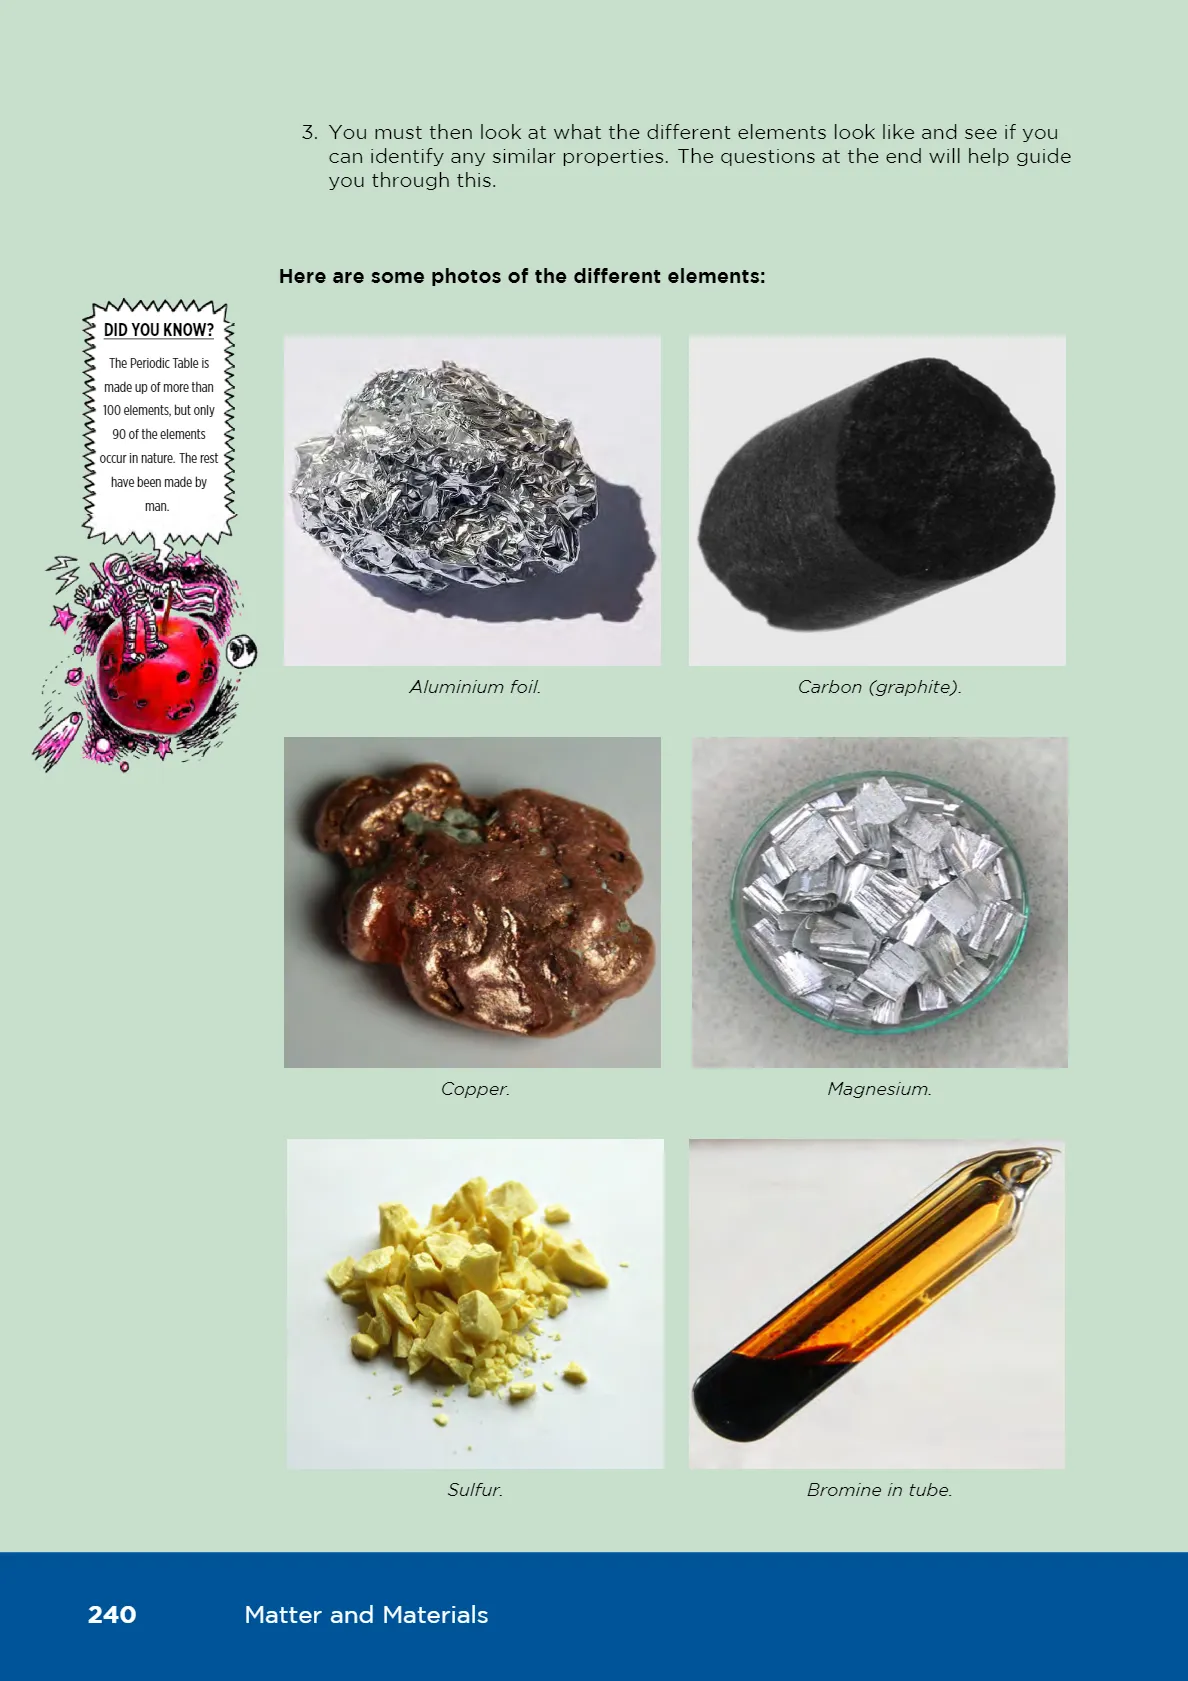 3. You must then look at what the different elements look like and see if you
can identify any similar properties. The questions at the end will help guide
you through this.
Here are some photos of the different elements:
DID YOU KNOW?
The Periodic Table is
made up of more than
100 elements, but only
90 of the elements
occur in nature. The rest
have been made by
man.
Aluminium foil.
Carbon (graphite).
Copper.
Magnesium.
Sulfur.
Bromine in tube.
240
Matter and Materials